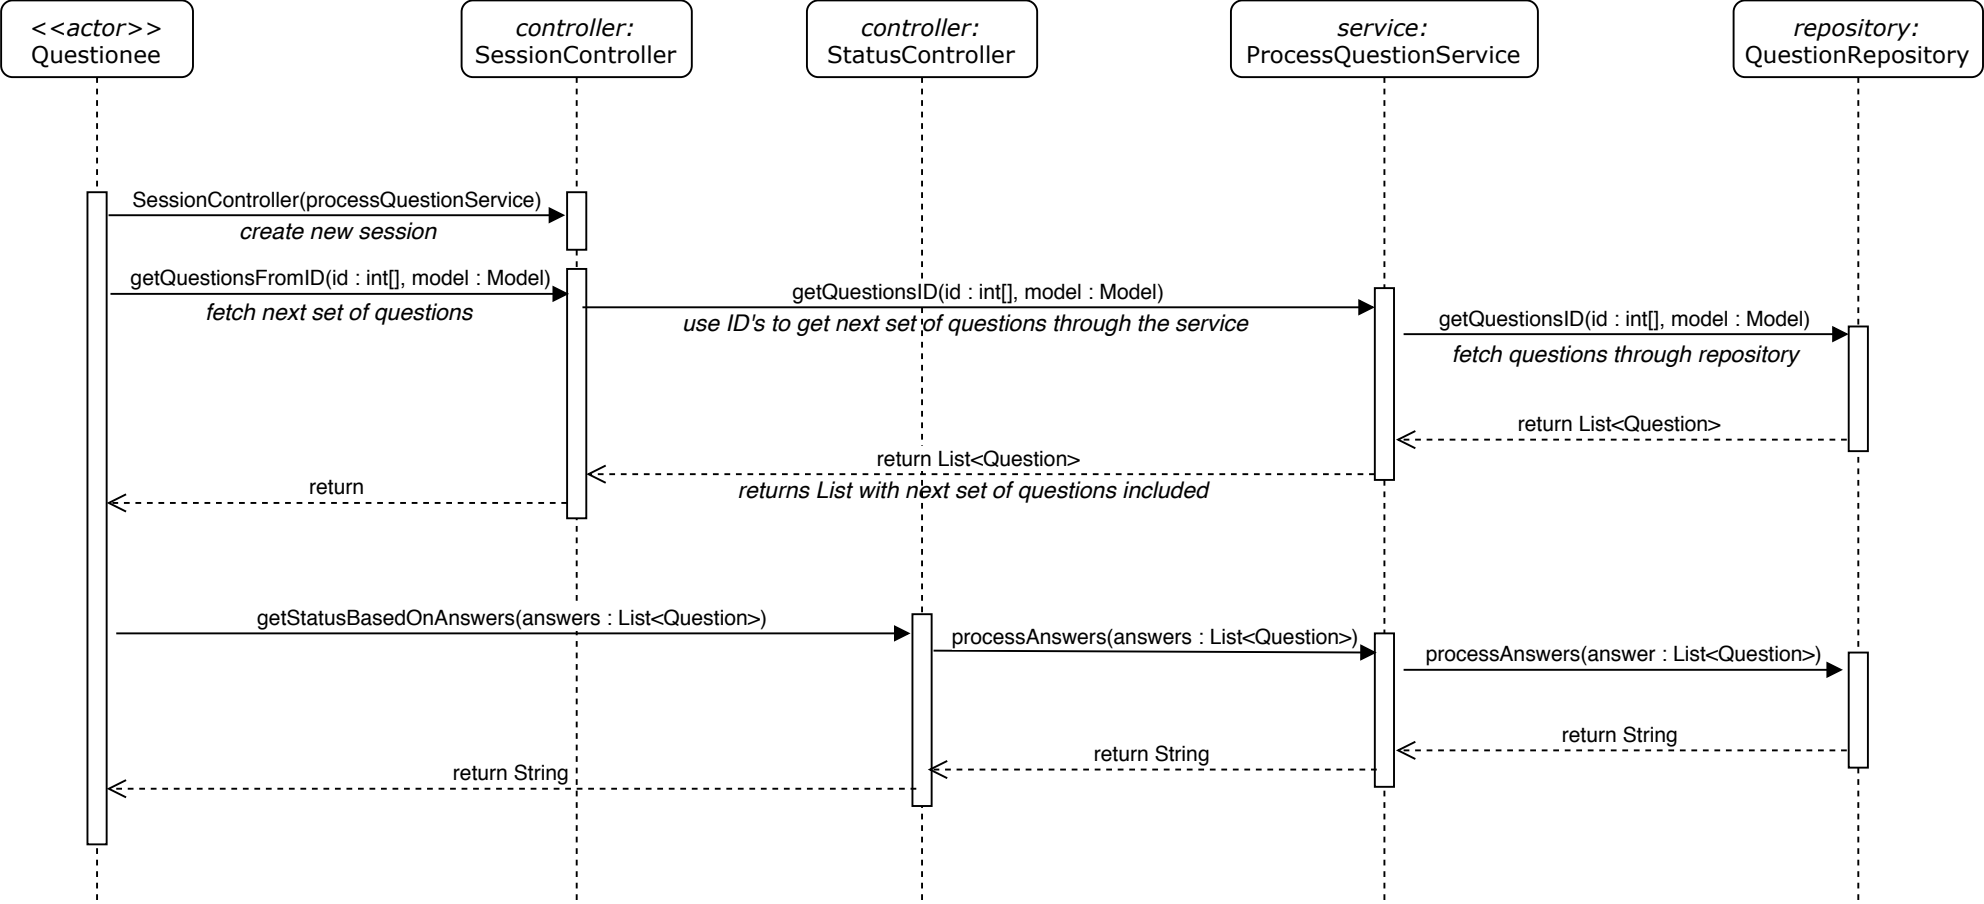 <<actor>>
Questionee
controller:
SessionController
controller:
StatusController
service:
ProcessQuestionService
repository:
QuestionRepository
SessionController(processQuestionService)
create new session
getQuestionsFromID(id : int[], model : Model)
fetch next set of questions
getQuestionsID(id : int[], model : Model)
use ID's to get next set of questions through the service
getQuestionsID(id : int[], model : Model)
fetch questions through repository
return List<Question>
return List<Question>
returns List with next set of questions included
return
getStatusBasedOnAnswers(answers : List<Question>)
processAnswers(answers : List<Question>)
processAnswers(answer : List<Question>)
return String
return String
return String